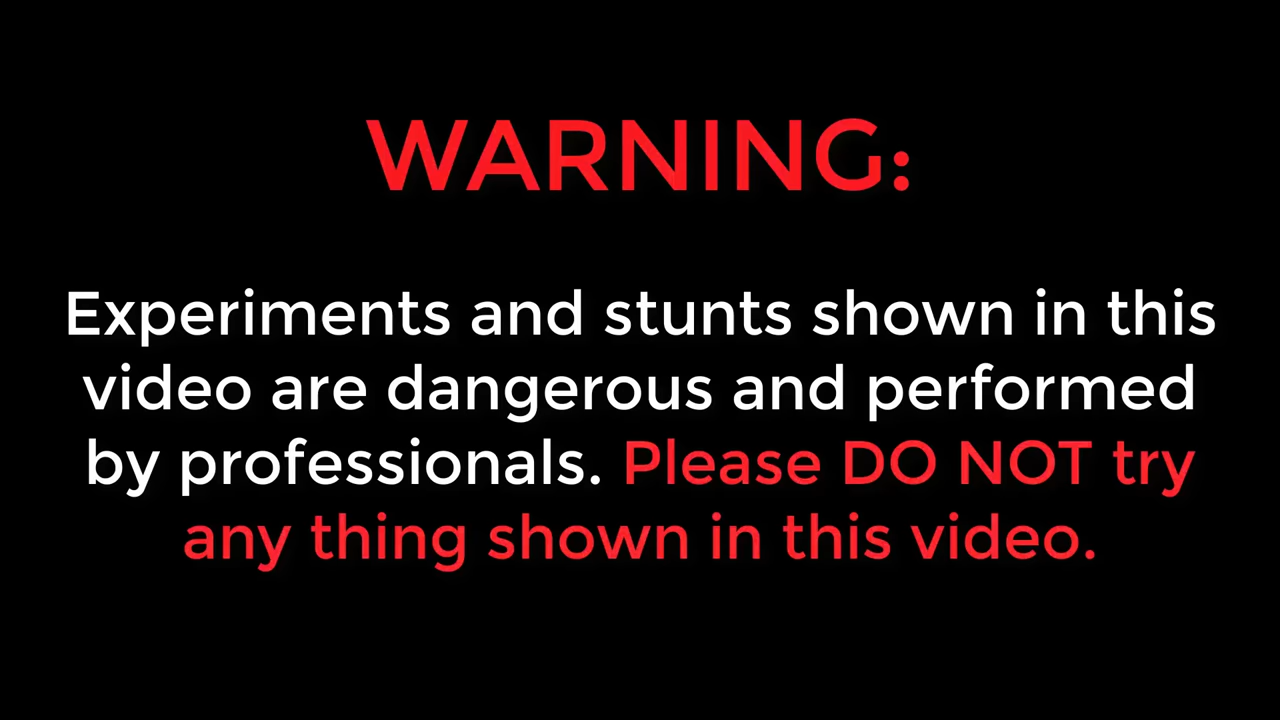 WARNING:
Experiments and stunts shown in this
video are dangerous and performed
by professionals. Please DO NOT try
any thing shown in this video.